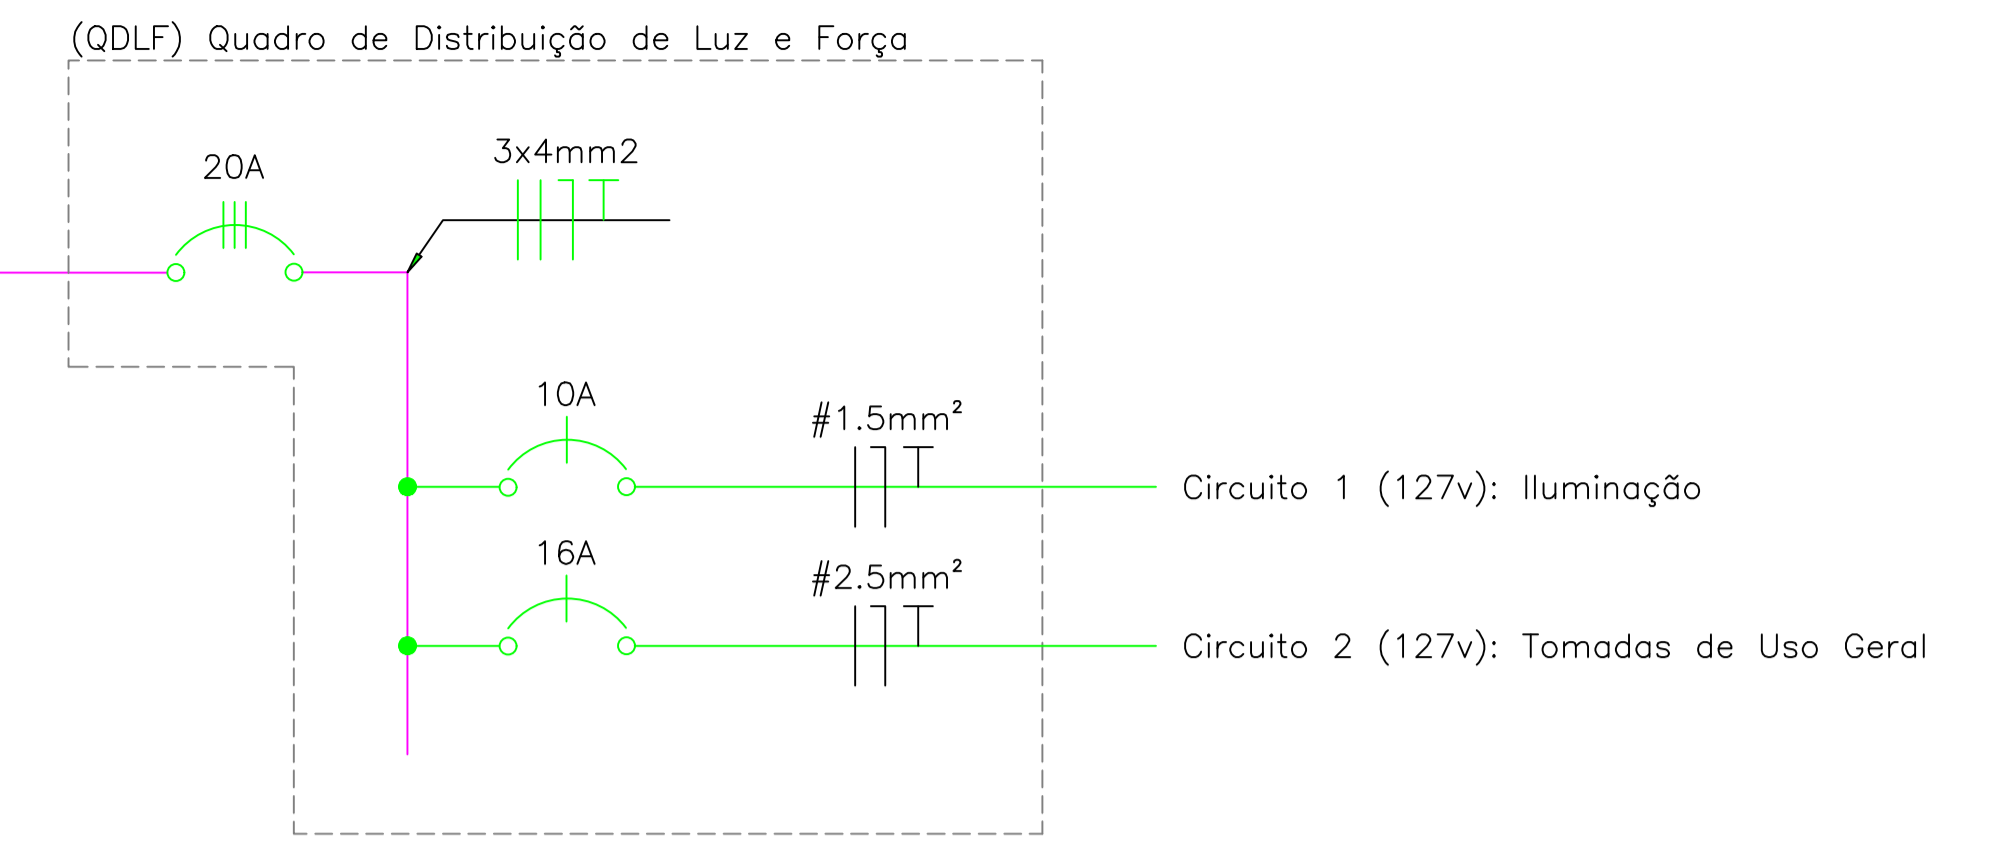 (QDLF) Quadro de Distribuição de Luz e Força
20A
3x4mm2
10A
#1.5mm²
Circuito 1 (127v): Iluminação
16A
#2.5mm²
Circuito 2 (127v): Tomadas de Uso Geral